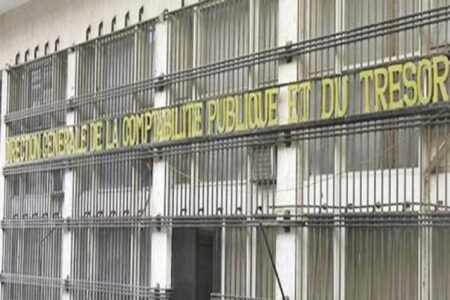 DIRECTION GENERALE DE LA COMPTABILITE PUBLIQUE ET DU TRESOR